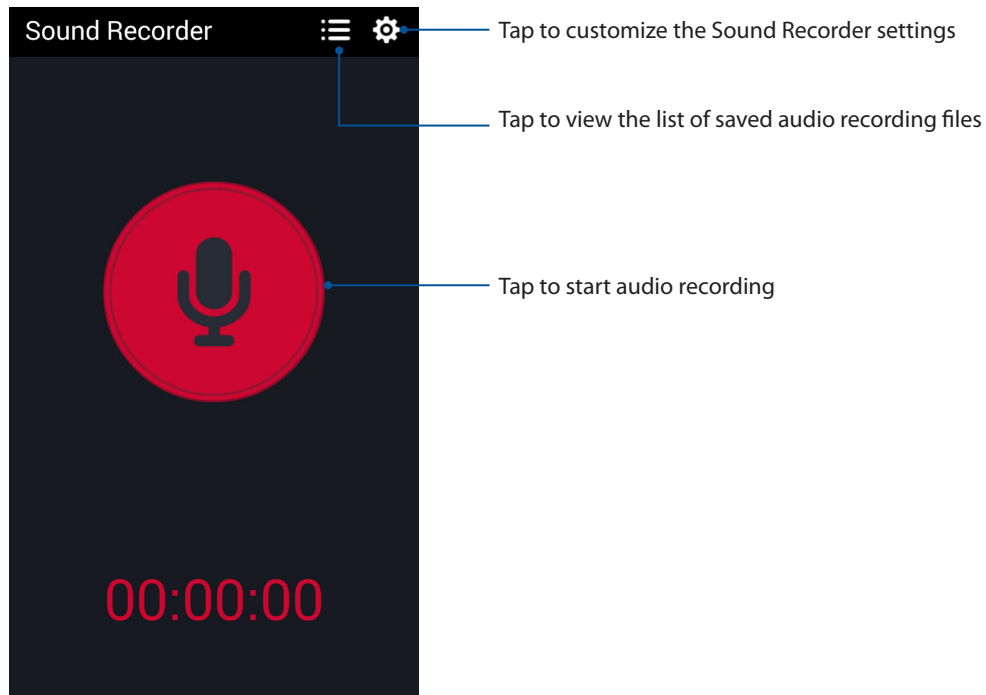 Sound Recorder
Tap to customize the Sound Recorder settings
Tap to view the list of saved audio recording files
Tap to start audio recording
00:00:00